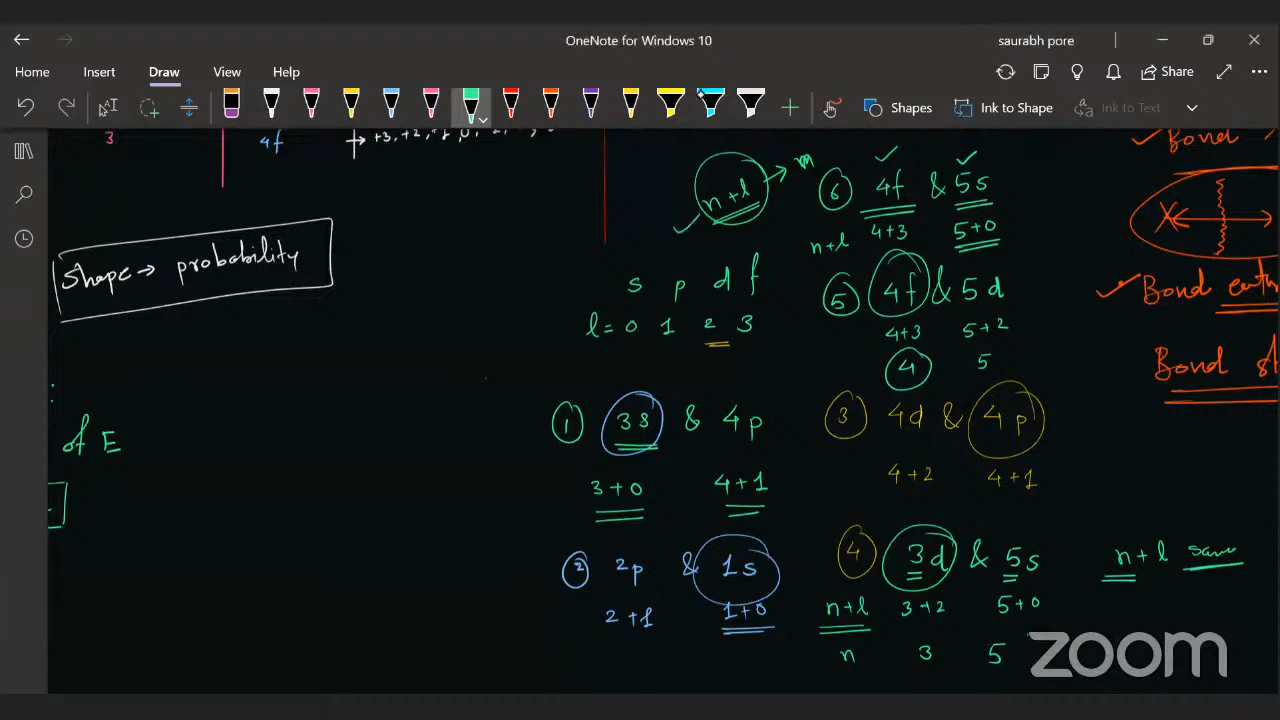 OneNote for Windows 10
saurabh pore
Home Insert Draw View Help
Share
Shapes
Ink to Shape
Ink to Text
3
4f
→ +3, +2, +1, 0,
Shape → probability
of E
n+l → m
s p d f
l = 0 1 2 3
① 3s & 4p
3+0 4+1
② 2p & 1s
2+1 1+0
⑥ 4f & 5s
n+l 4+3 5+0
⑤ 4f & 5d
4+3 5+2
4 5
③ 4d & 4p
4+2 4+1
④ 3d & 5s
n+l 3+2 5+0
n 3 5
n+l same
Bond
Bond
Bond
zoom